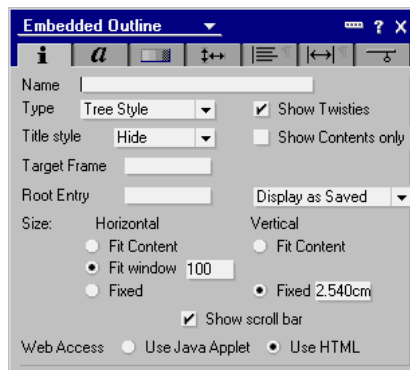 Embedded Outline ? X
i a
Name
Type Tree Style Show Twisties
Title style Hide Show Contents only
Target Frame
Root Entry Display as Saved
Size: Horizontal Vertical
Fit Content Fit Content
Fit window 100
Fixed Fixed 2.540cm
Show scroll bar
Web Access Use Java Applet Use HTML